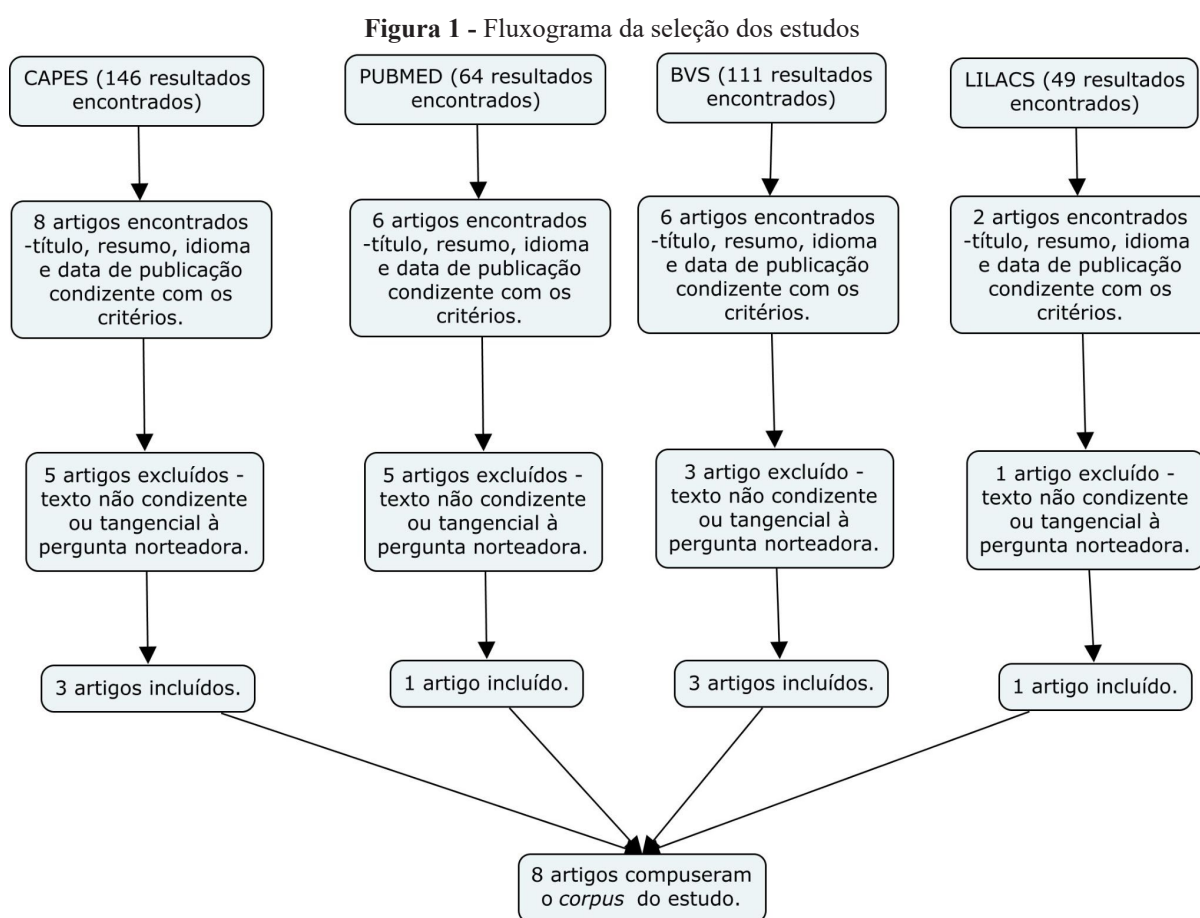 Figura 1 - Fluxograma da seleção dos estudos
CAPES (146 resultados
encontrados)
PUBMED (64 resultados
encontrados)
BVS (111 resultados
encontrados)
LILACS (49 resultados
encontrados)
8 artigos encontrados
-título, resumo, idioma
e data de publicação
condizente com os
critérios.
6 artigos encontrados
-título, resumo, idioma
e data de publicação
condizente com os
critérios.
6 artigos encontrados
-título, resumo, idioma
e data de publicação
condizente com os
critérios.
2 artigos encontrados
-título, resumo, idioma
e data de publicação
condizente com os
critérios.
5 artigos excluídos -
texto não condizente
ou tangencial à
pergunta norteadora.
5 artigos excluídos -
texto não condizente
ou tangencial à
pergunta norteadora.
3 artigo excluído -
texto não condizente
ou tangencial à
pergunta norteadora.
1 artigo excluído -
texto não condizente
ou tangencial à
pergunta norteadora.
3 artigos incluídos.
1 artigo incluído.
3 artigos incluídos.
1 artigo incluído.
8 artigos compuseram
o corpus do estudo.